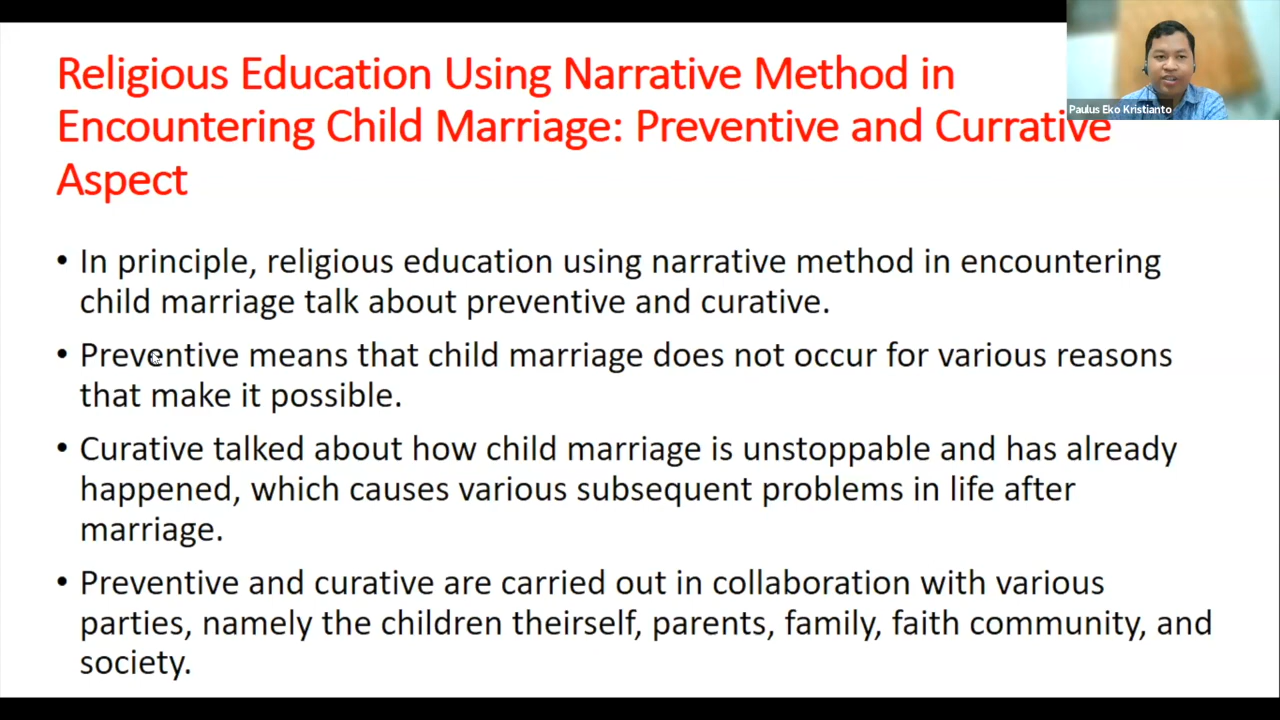 Religious Education Using Narrative Method in
Encountering Child Marriage: Preventive and Currative
Aspect
Paulus Eko Kristianto
• In principle, religious education using narrative method in encountering
child marriage talk about preventive and curative.
• Preventive means that child marriage does not occur for various reasons
that make it possible.
• Curative talked about how child marriage is unstoppable and has already
happened, which causes various subsequent problems in life after
marriage.
• Preventive and curative are carried out in collaboration with various
parties, namely the children theirself, parents, family, faith community, and
society.